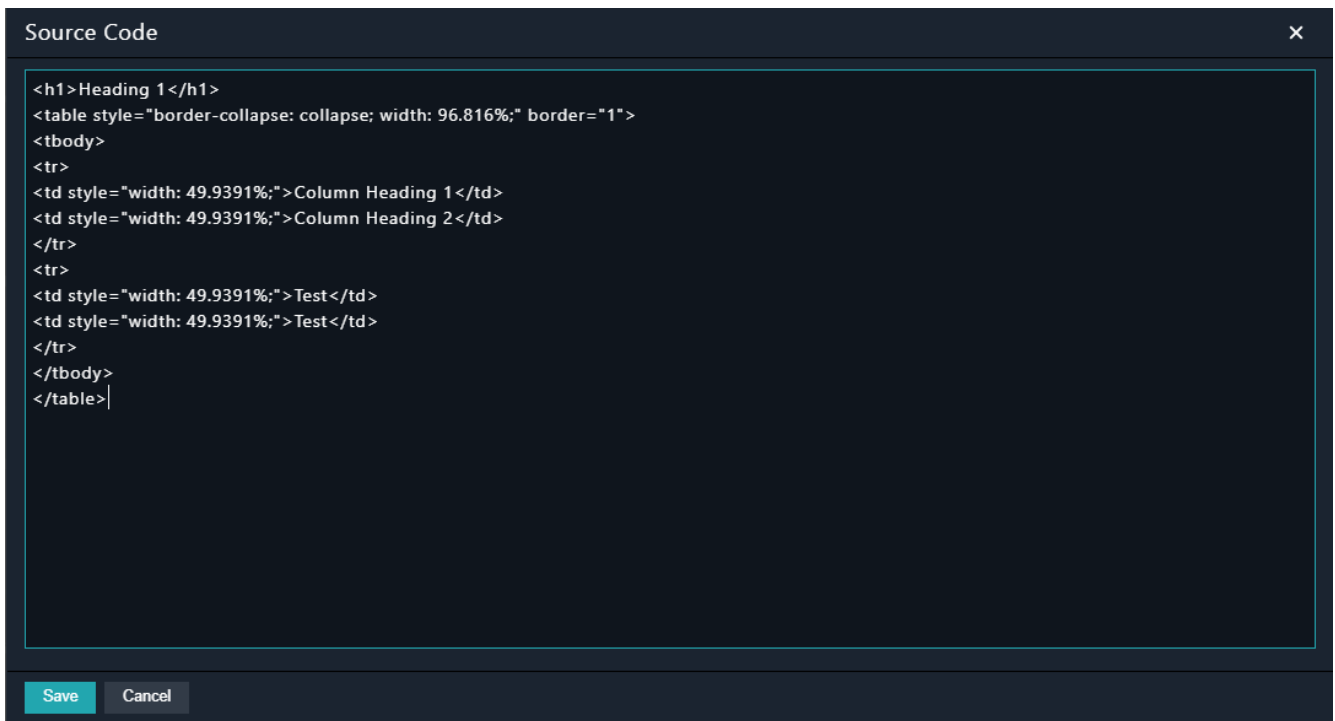 Source Code
<h1>Heading 1</h1>
<table style="border-collapse: collapse; width: 96.816%;" border="1">
<tbody>
<tr>
<td style="width: 49.9391%;">Column Heading 1</td>
<td style="width: 49.9391%;">Column Heading 2</td>
</tr>
<tr>
<td style="width: 49.9391%;">Test</td>
<td style="width: 49.9391%;">Test</td>
</tr>
</tbody>
</table>
Save Cancel